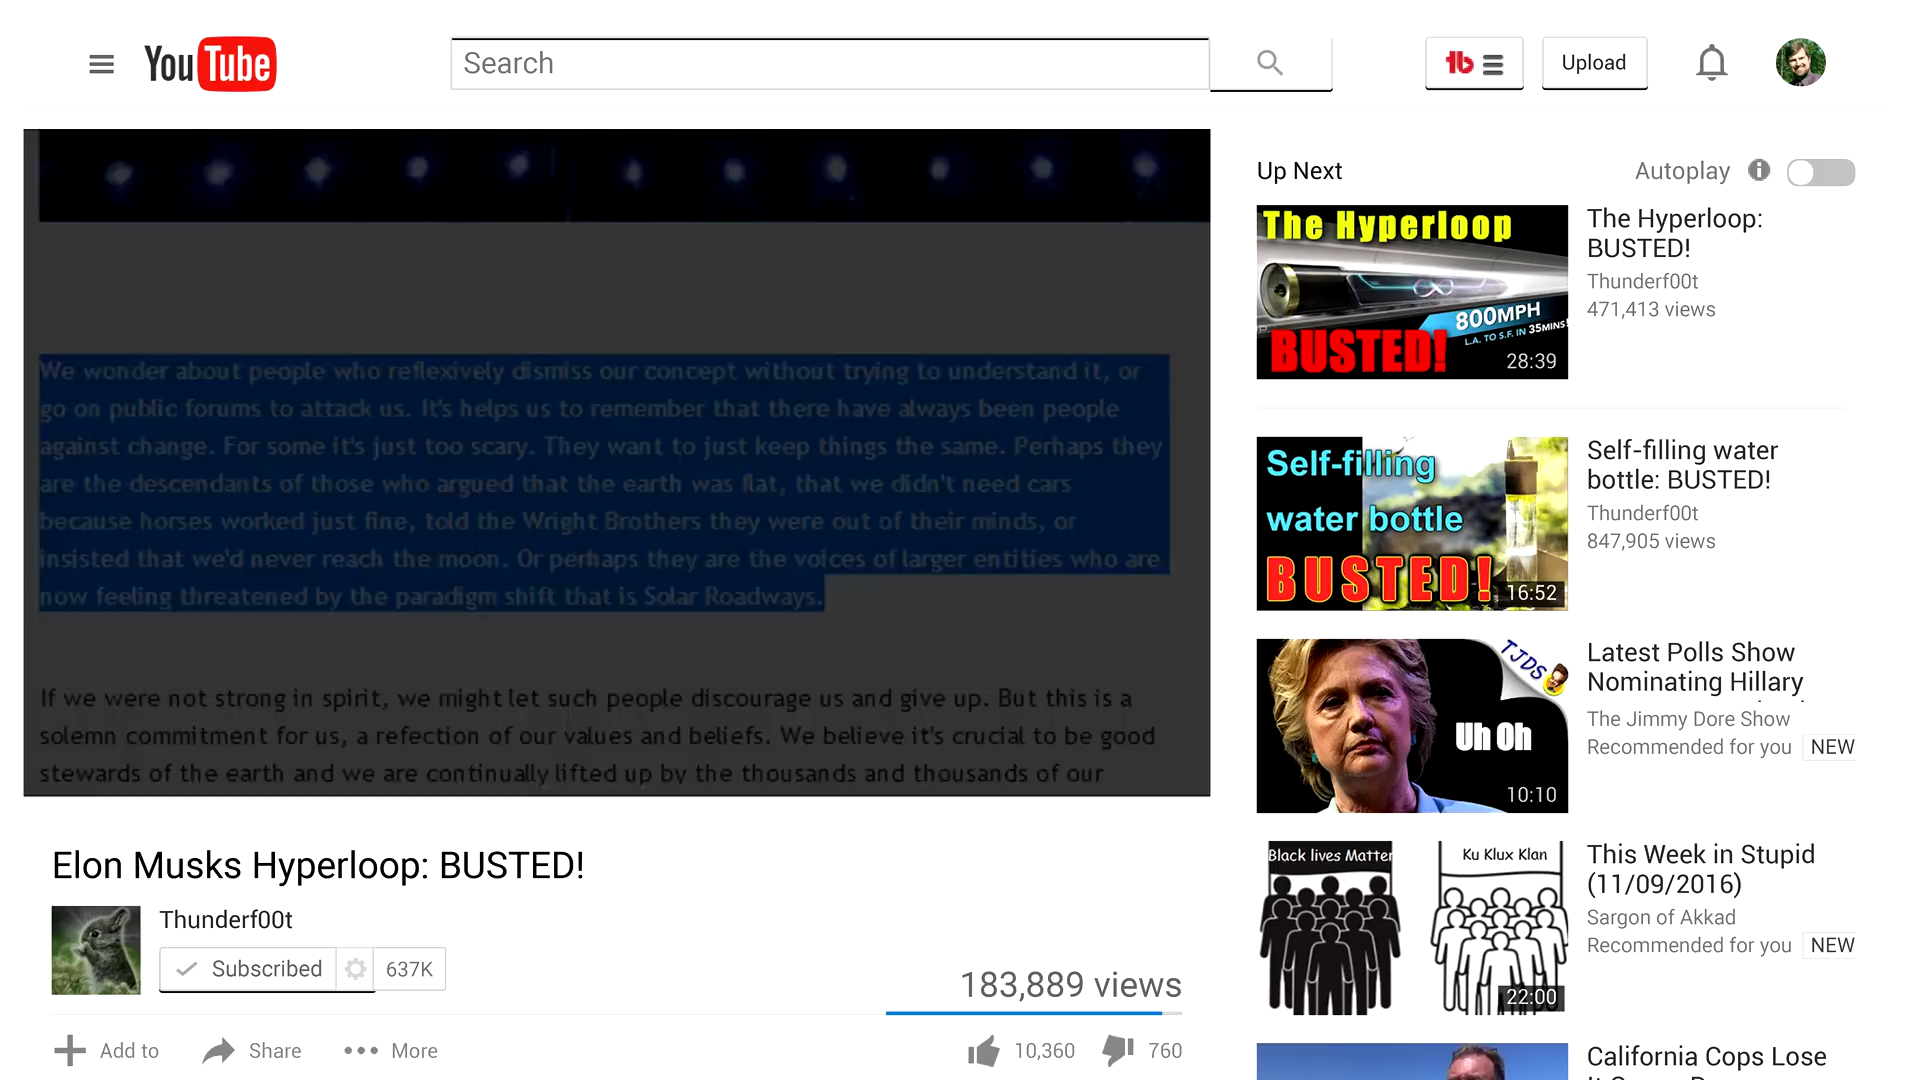 YouTube
Search
Upload
We wonder about people who reflexively dismiss our concept without trying to understand it, or
go on public forums to attack us. It's helps us to remember that there have always been people
against change. For some it's just too scary. They want to just keep things the same. Perhaps they
are the descendants of those who argued that the earth was flat, that we didn't need cars
because horses worked just fine, told the Wright Brothers they were out of their minds, or
insisted that we'd never reach the moon. Or perhaps they are the voices of larger entities who are
now feeling threatened by the paradigm shift that is Solar Roadways.
If we were not strong in spirit, we might let such people discourage us and give up. But this is a
solemn commitment for us, a refection of our values and beliefs. We believe it's crucial to be good
stewards of the earth and we are continually lifted up by the thousands and thousands of our
Elon Musks Hyperloop: BUSTED!
Thunderf00t
Subscribed 637K
183,889 views
Add to Share More
10,360 760
Up Next
Autoplay
The Hyperloop
800MPH
L.A. TO S.F. IN 35MINS!
BUSTED!
28:39
The Hyperloop:
BUSTED!
Thunderf00t
471,413 views
Self-filling
water bottle
BUSTED!
16:52
Self-filling water
bottle: BUSTED!
Thunderf00t
847,905 views
TJDS
Uh Oh
10:10
Latest Polls Show
Nominating Hillary
The Jimmy Dore Show
Recommended for you NEW
Black lives Matter
Ku Klux Klan
22:00
This Week in Stupid
(11/09/2016)
Sargon of Akkad
Recommended for you NEW
California Cops Lose